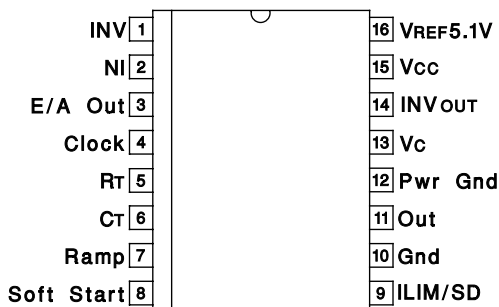 INV 1
NI 2
E/A Out 3
Clock 4
RT 5
CT 6
Ramp 7
Soft Start 8
16 VREF5.1V
15 VCC
14 INVOUT
13 VC
12 Pwr Gnd
11 Out
10 Gnd
9 ILIM/SD